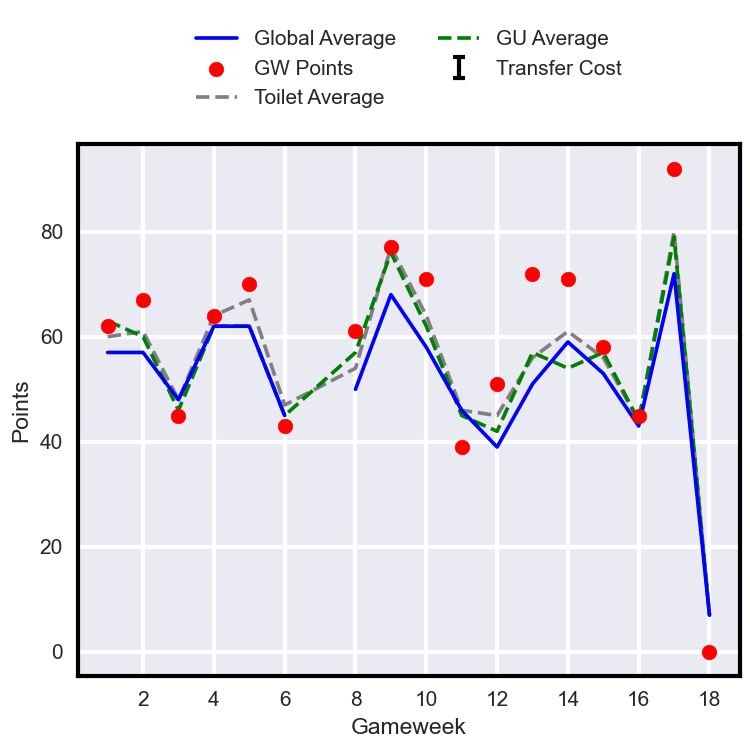 Global Average
GW Points
Toilet Average
GU Average
Transfer Cost
80
60
40
20
0
Points
2 4 6 8 10 12 14 16 18
Gameweek